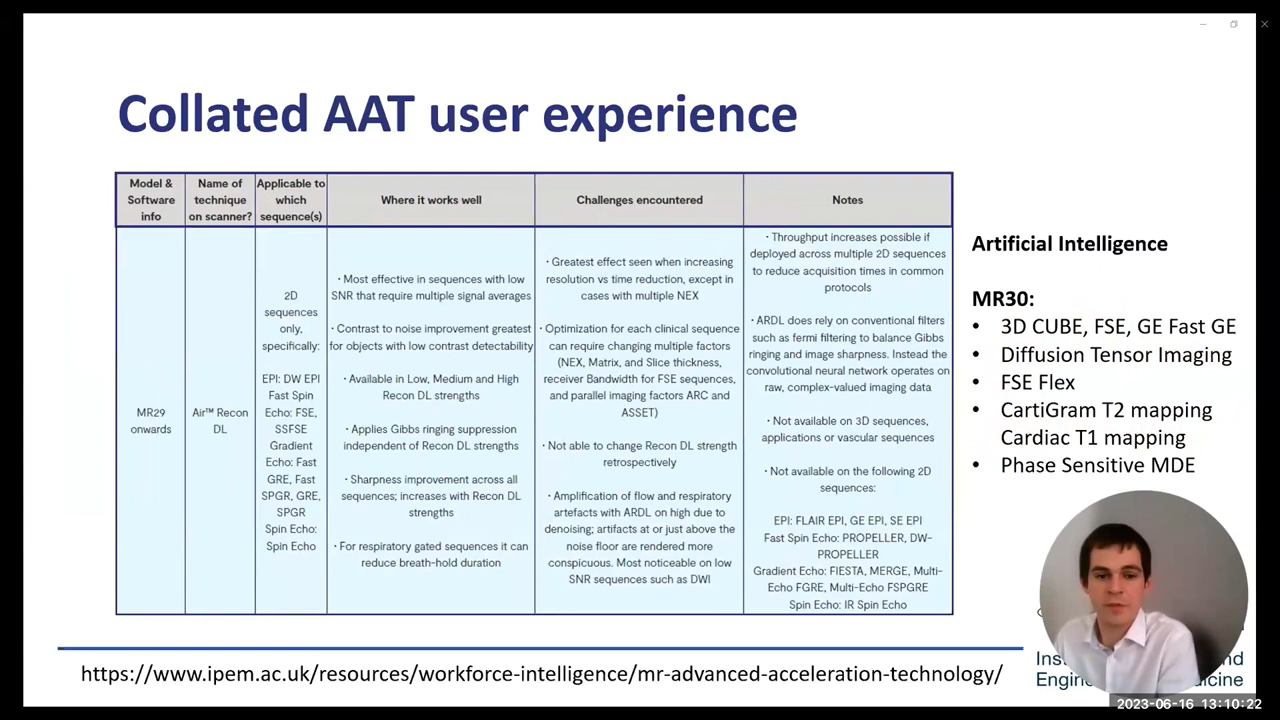 Collated AAT user experience
Model &
Software
info
Name of
technique
on scanner?
Applicable to
which
sequence(s)
Where it works well
Challenges encountered
Notes
MR29
onwards
Air™ Recon
DL
2D
sequences
only,
specifically:
EPI: DW EPI
Fast Spin
Echo: FSE,
SSFSE
Gradient
Echo: Fast
GRE, Fast
SPGR, GRE,
SPGR
Spin Echo:
Spin Echo
· Most effective in sequences with low
SNR that require multiple signal averages
· Contrast to noise improvement greatest
for objects with low contrast detectability
· Available in Low, Medium and High
Recon DL strengths
· Applies Gibbs ringing suppression
independent of Recon DL strengths
· Sharpness improvement across all
sequences; increases with Recon DL
strengths
· For respiratory gated sequences it can
reduce breath-hold duration
· Greatest effect seen when increasing
resolution vs time reduction, except in
cases with multiple NEX
· Optimization for each clinical sequence
can require changing multiple factors
(NEX, Matrix, and Slice thickness,
receiver Bandwidth for FSE sequences,
and parallel imaging factors ARC and
ASSET)
· Not able to change Recon DL strength
retrospectively
· Amplification of flow and respiratory
artefacts with ARDL on high due to
denoising; artifacts at or just above the
noise floor are rendered more
conspicuous. Most noticeable on low
SNR sequences such as DWI
· Throughput increases possible if
deployed across multiple 2D sequences
to reduce acquisition times in common
protocols
· ARDL does rely on conventional filters
such as fermi filtering to balance Gibbs
ringing and image sharpness. Instead the
convolutional neural network operates on
raw, complex-valued imaging data
· Not available on 3D sequences,
applications or vascular sequences
· Not available on the following 2D
sequences:
EPI: FLAIR EPI, GE EPI, SE EPI
Fast Spin Echo: PROPELLER, DW-
PROPELLER
Gradient Echo: FIESTA, MERGE, Multi-
Echo FGRE, Multi-Echo FSPGRE
Spin Echo: IR Spin Echo
Artificial Intelligence
MR30:
• 3D CUBE, FSE, GE Fast GE
• Diffusion Tensor Imaging
• FSE Flex
• CartiGram T2 mapping
Cardiac T1 mapping
• Phase Sensitive MDE
https://www.ipem.ac.uk/resources/workforce-intelligence/mr-advanced-acceleration-technology/
2023-06-16 13:10:22